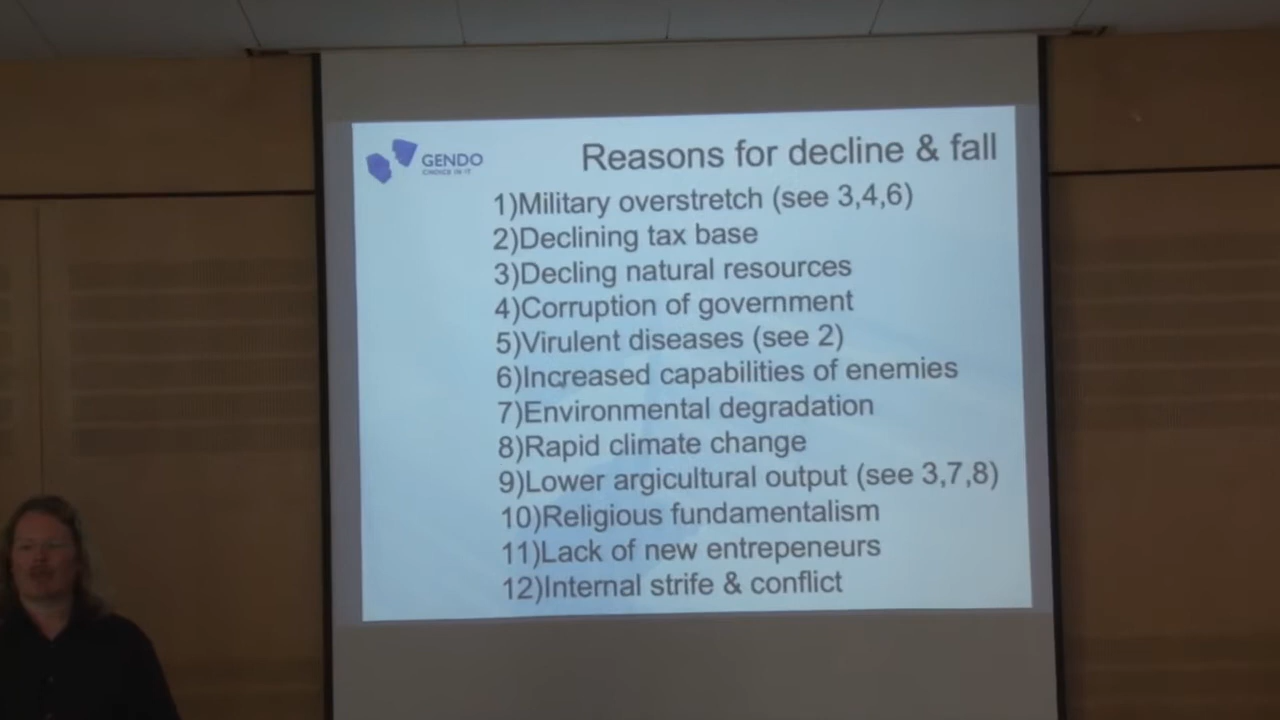 GENDO
CHOICE IN IT
Reasons for decline & fall
1)Military overstretch (see 3,4,6)
2)Declining tax base
3)Decling natural resources
4)Corruption of government
5)Virulent diseases (see 2)
6)Increased capabilities of enemies
7)Environmental degradation
8)Rapid climate change
9)Lower argicultural output (see 3,7,8)
10)Religious fundamentalism
11)Lack of new entrepeneurs
12)Internal strife & conflict